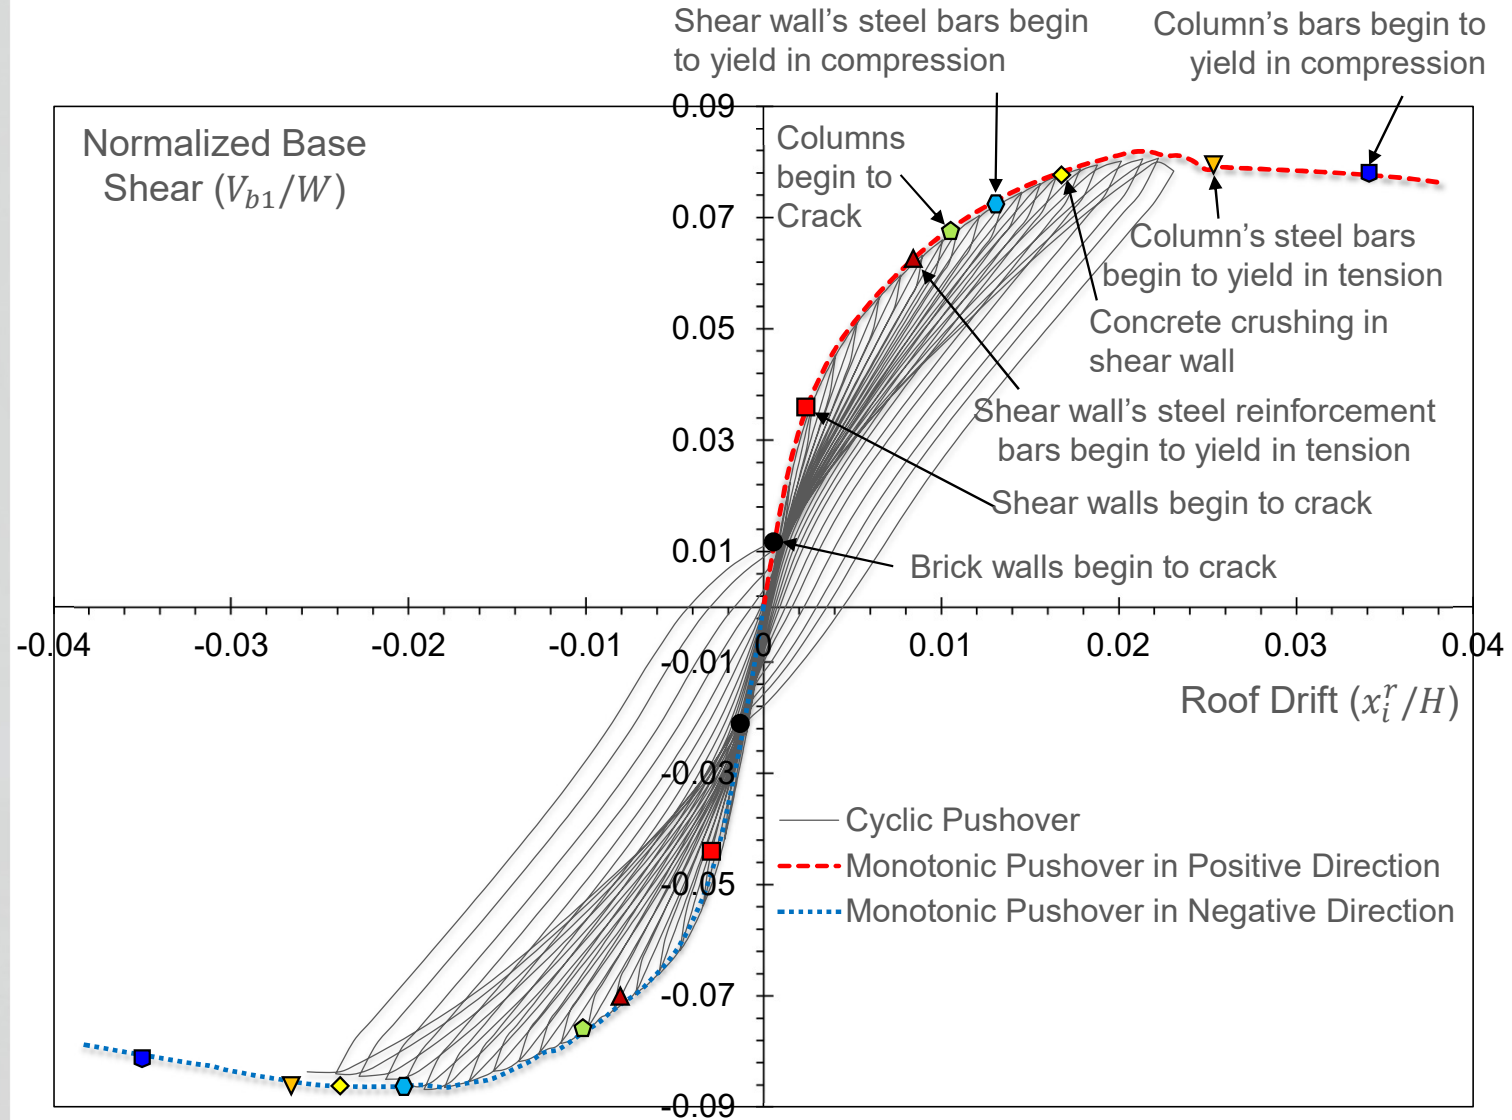 Shear wall's steel bars begin
to yield in compression
Column's bars begin to
yield in compression
0.09
Normalized Base
Shear (V_{b1}/W)
Columns
begin to
Crack
0.07
Column's steel bars
begin to yield in tension
0.05
Concrete crushing in
shear wall
Shear wall's steel reinforcement
bars begin to yield in tension
0.03
Shear walls begin to crack
0.01
Brick walls begin to crack
-0.04 -0.03 -0.02 -0.01 0 0.01 0.02 0.03 0.04
-0.01
Roof Drift (x_i^r/H)
-0.03
Cyclic Pushover
Monotonic Pushover in Positive Direction
-0.05
Monotonic Pushover in Negative Direction
-0.07
-0.09